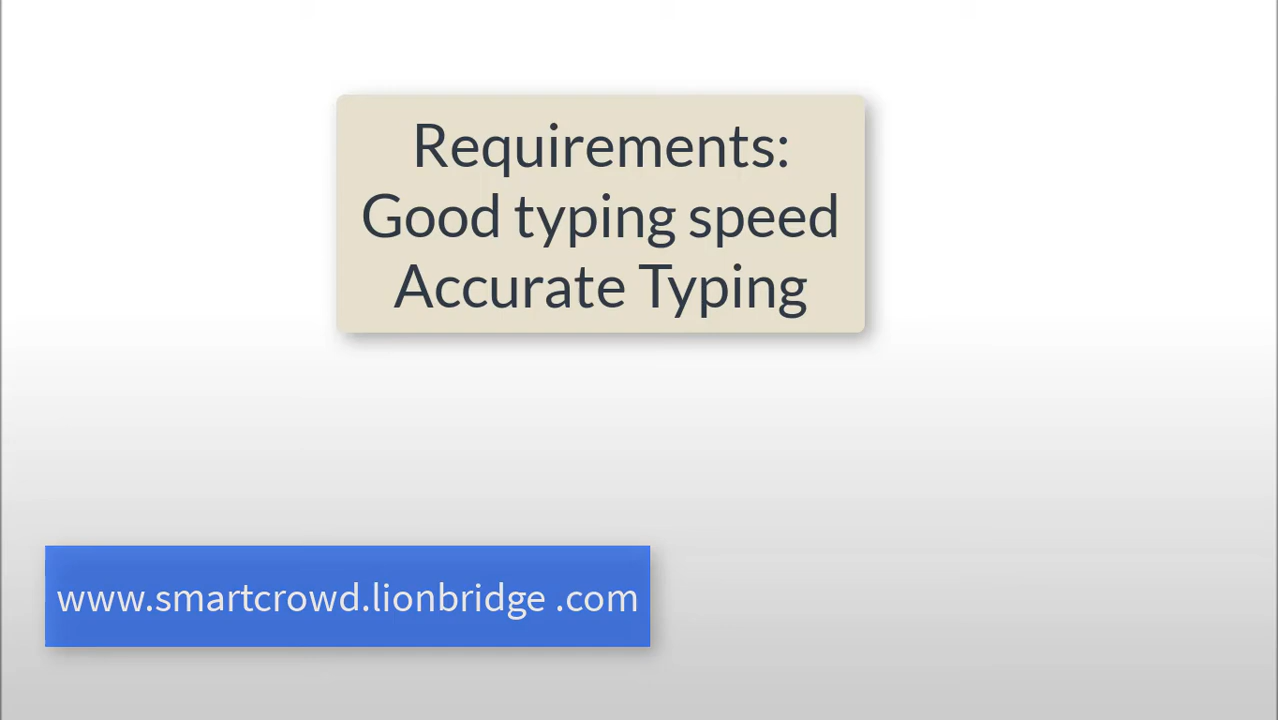 Requirements:
Good typing speed
Accurate Typing
www.smartcrowd.lionbridge .com